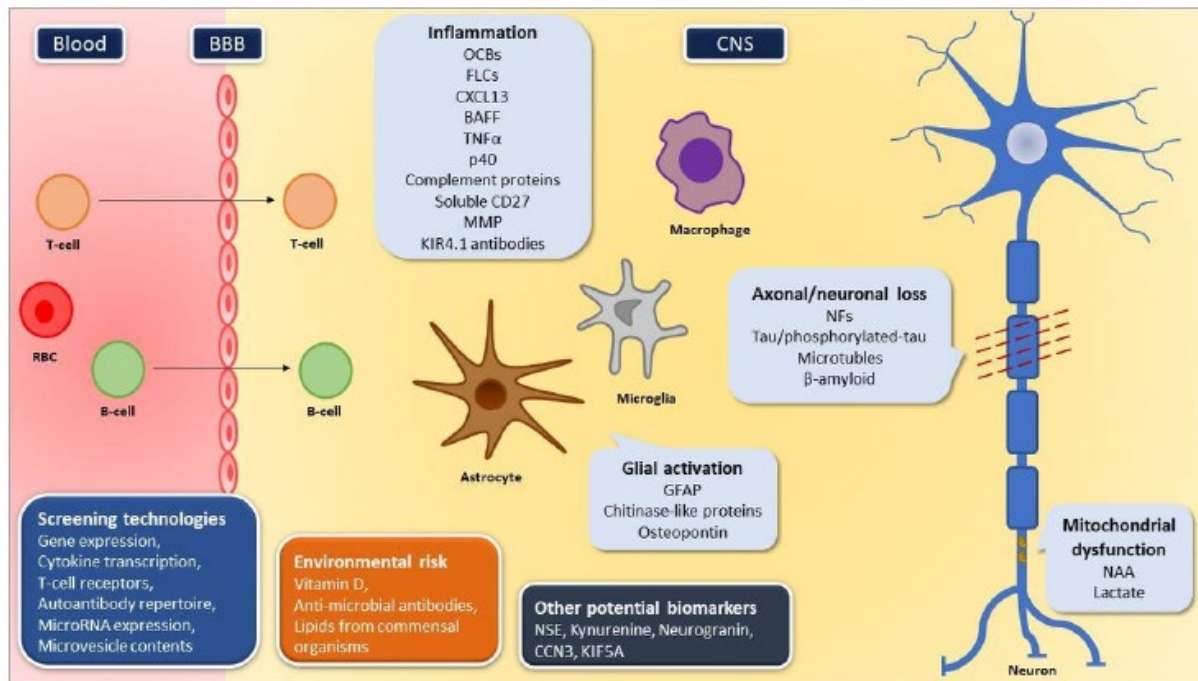 Blood
BBB
CNS
Inflammation
OCBs
FLCs
CXCL13
BAFF
TNFα
p40
Complement proteins
Soluble CD27
MMP
KIR4.1 antibodies
Macrophage
T-cell
T-cell
RBC
B-cell
B-cell
Astrocyte
Microglia
Axonal/neuronal loss
NFs
Tau/phosphorylated-tau
Microtubles
β-amyloid
Glial activation
GFAP
Chitinase-like proteins
Osteopontin
Mitochondrial
dysfunction
NAA
Lactate
Neuron
Screening technologies
Gene expression,
Cytokine transcription,
T-cell receptors,
Autoantibody repertoire,
MicroRNA expression,
Microvesicle contents
Environmental risk
Vitamin D,
Anti-microbial antibodies,
Lipids from commensal
organisms
Other potential biomarkers
NSE, Kynurenine, Neurogranin,
CCN3, KIF5A